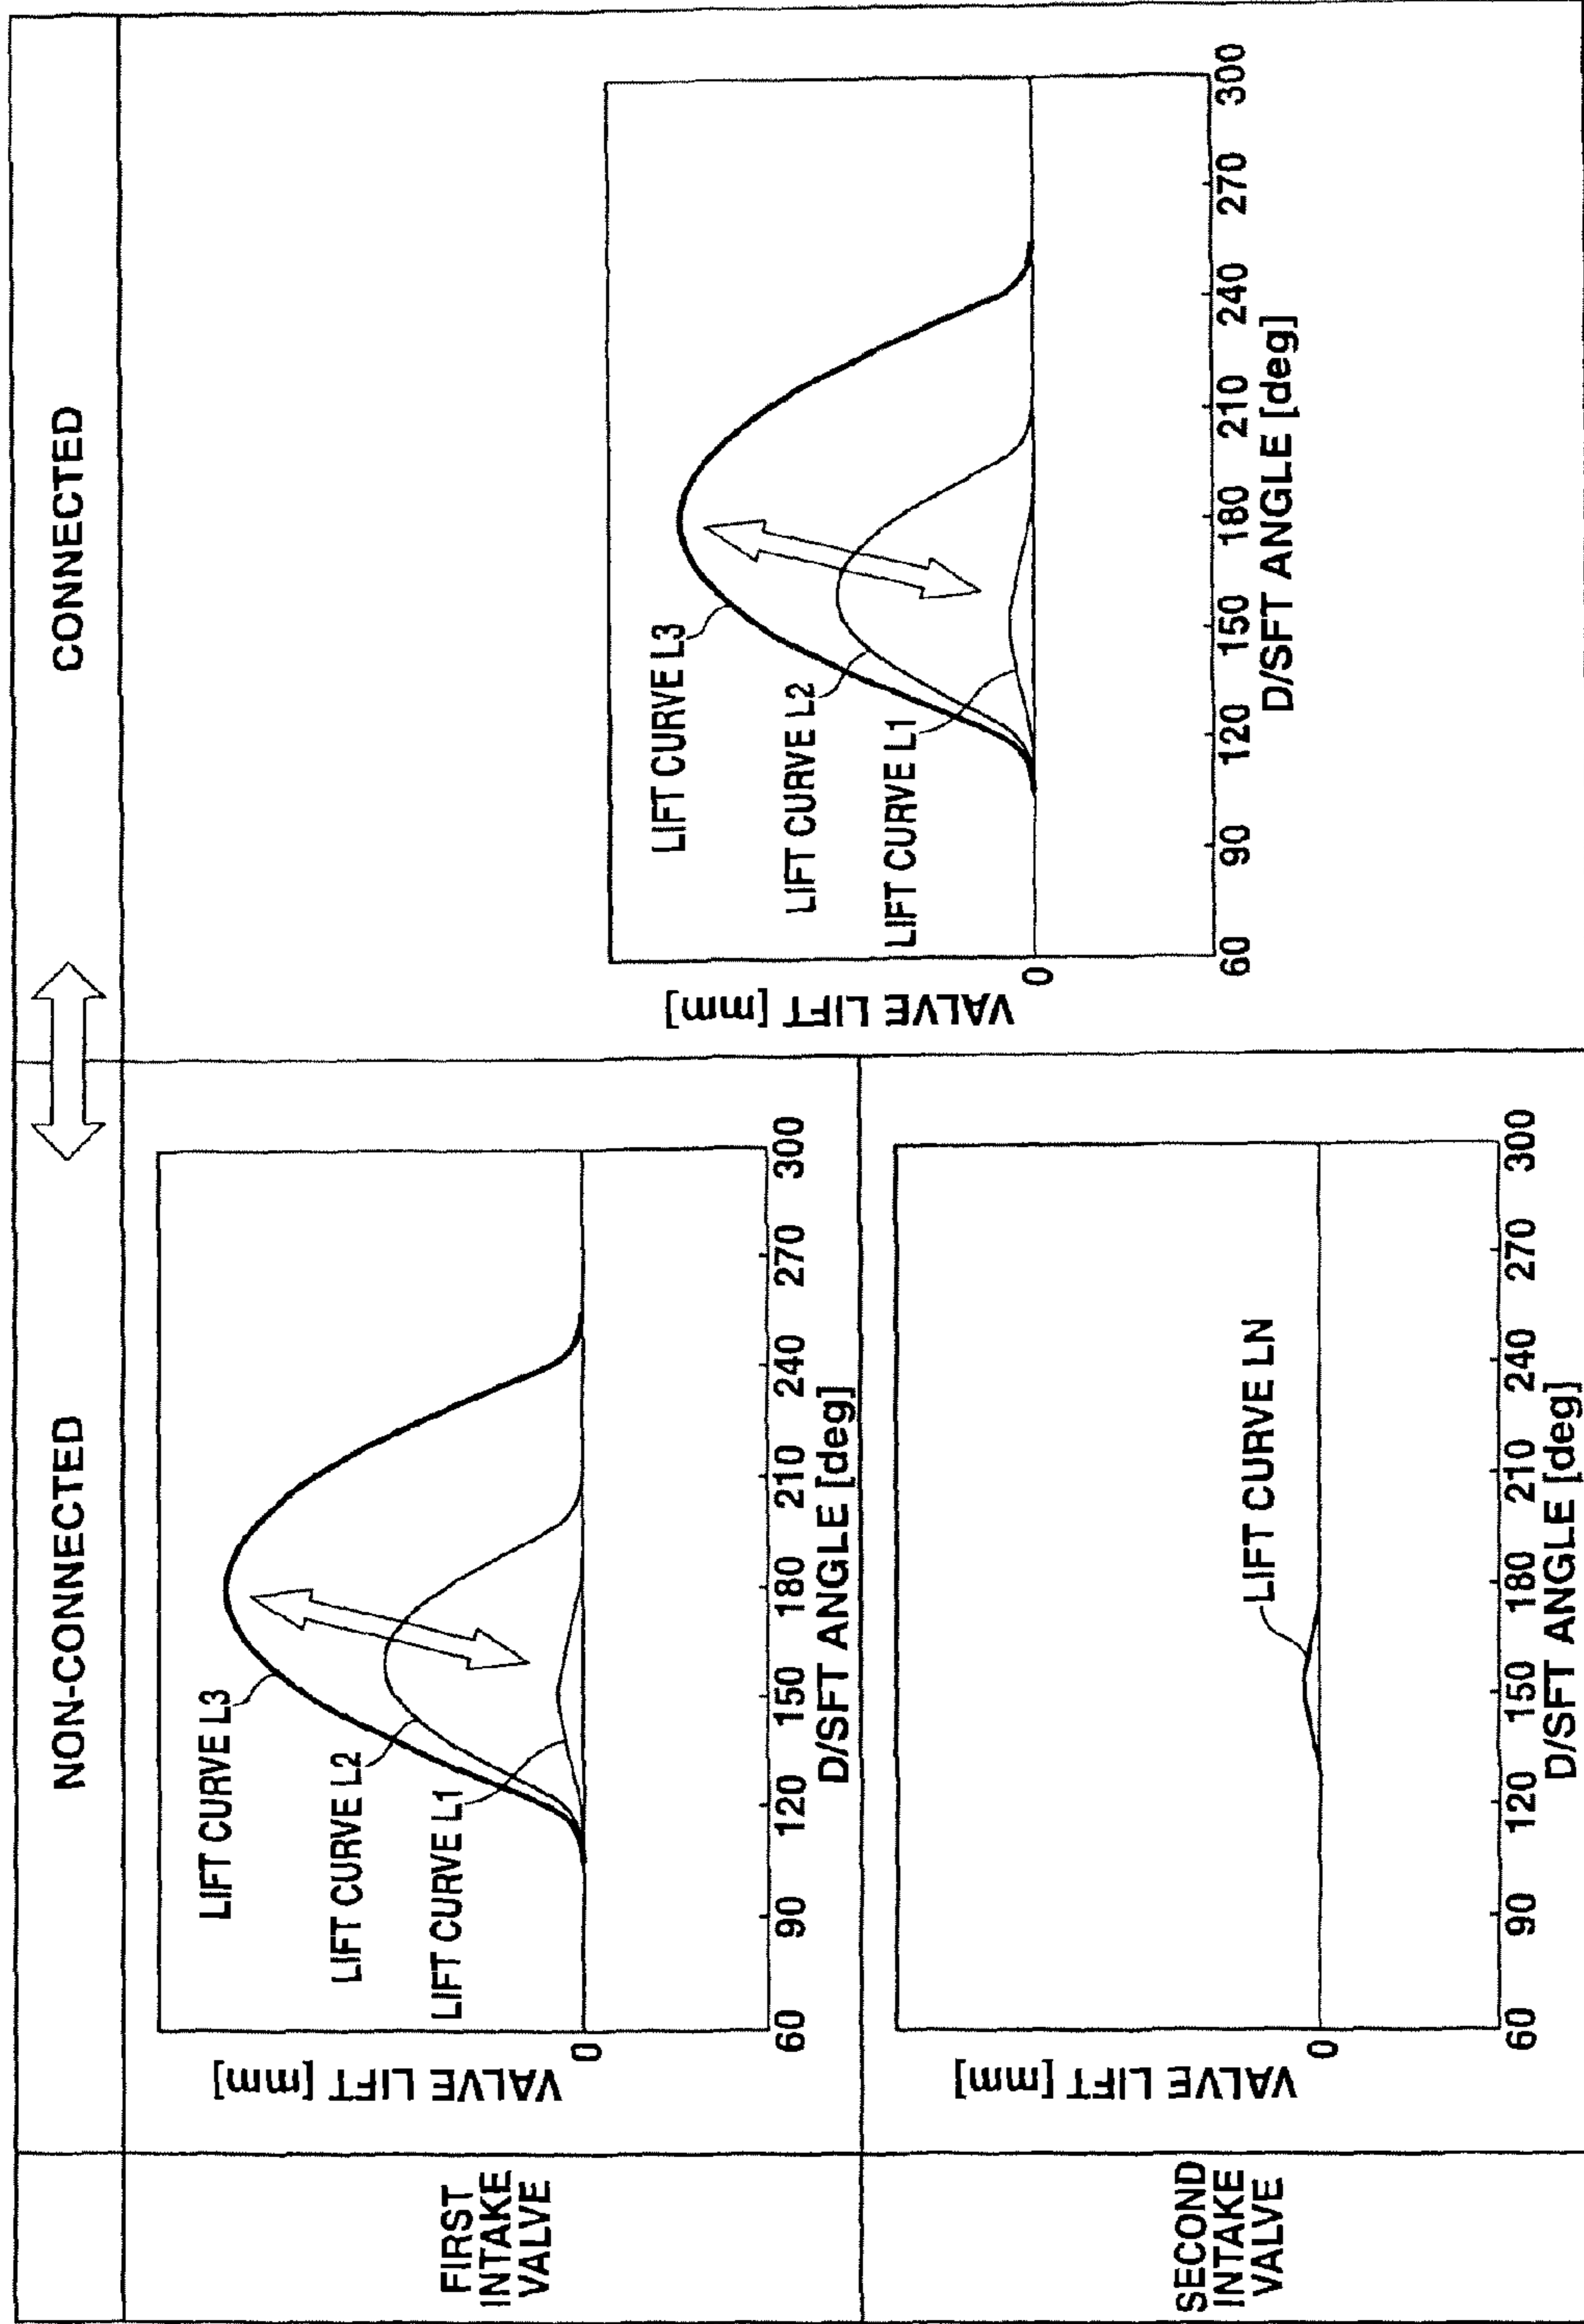 NON-CONNECTED
CONNECTED
FIRST
INTAKE
VALVE
VALVE LIFT [mm]
LIFT CURVE L3
LIFT CURVE L2
LIFT CURVE L1
0
60 90 120 150 180 210 240 270 300
D/SFT ANGLE [deg]
SECOND
INTAKE
VALVE
VALVE LIFT [mm]
LIFT CURVE LN
0
60 90 120 150 180 210 240 270 300
D/SFT ANGLE [deg]
VALVE LIFT [mm]
LIFT CURVE L3
LIFT CURVE L2
LIFT CURVE L1
0
60 90 120 150 180 210 240 270 300
D/SFT ANGLE [deg]